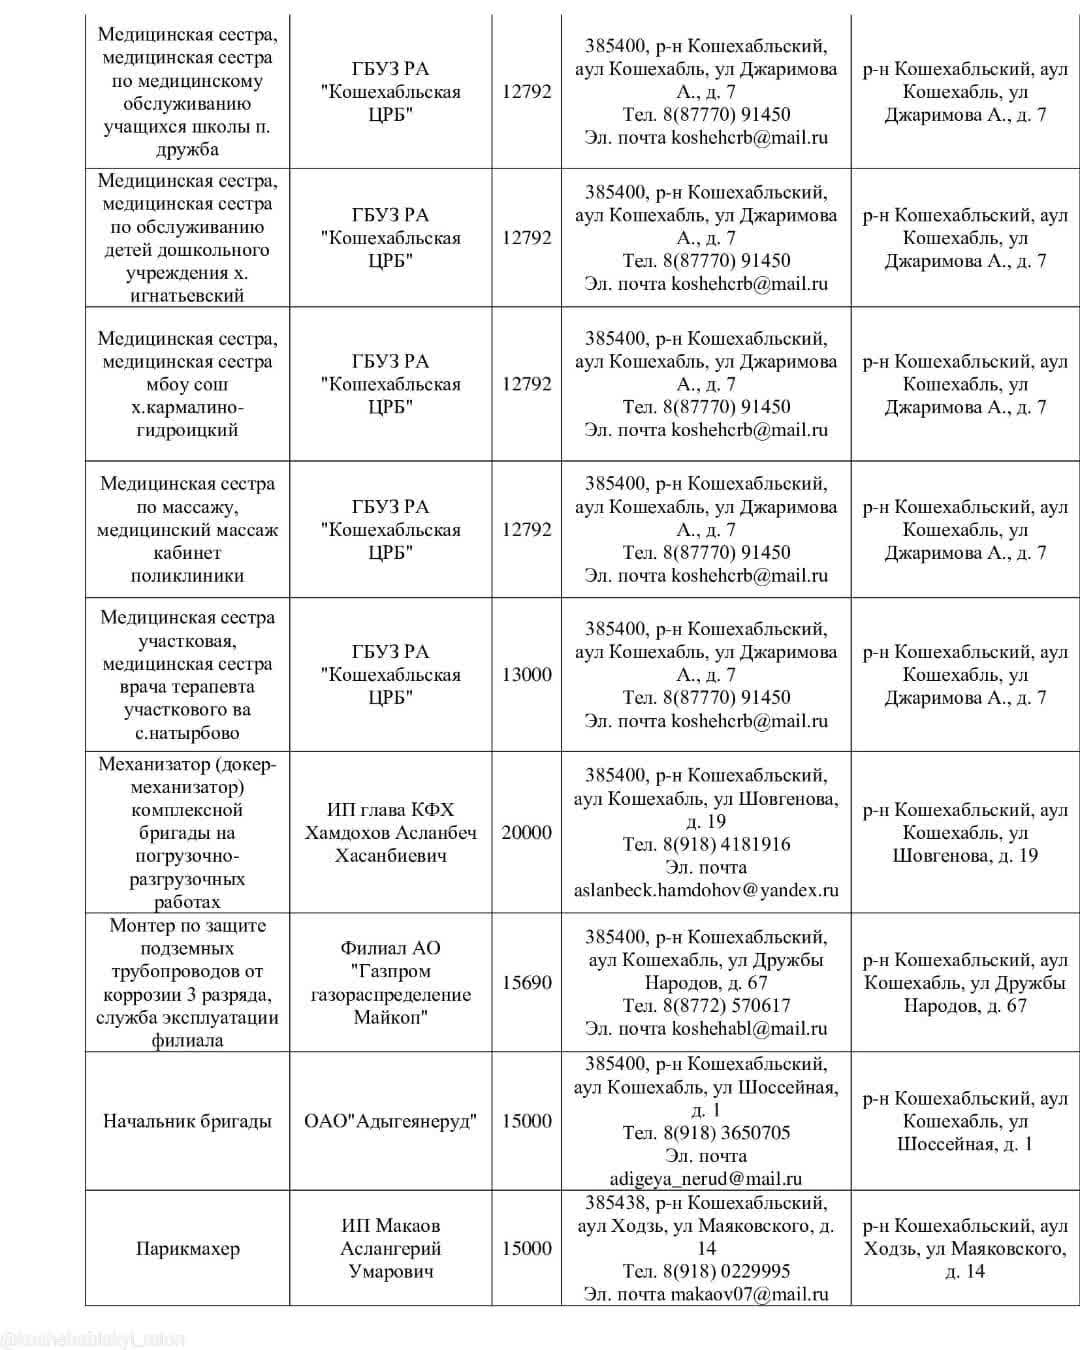 Медицинская сестра,
медицинская сестра
по медицинскому
обслуживанию
учащихся школы п.
дружба
ГБУЗ РА
"Кошехабльская
ЦРБ"
12792
385400, р-н Кошехабльский,
аул Кошехабль, ул Джаримова
А., д. 7
Тел. 8(87770) 91450
Эл. почта koshehcrb@mail.ru
р-н Кошехабльский, аул
Кошехабль, ул
Джаримова А., д. 7
Медицинская сестра,
медицинская сестра
по обслуживанию
детей дошкольного
учреждения х.
игнатьевский
ГБУЗ РА
"Кошехабльская
ЦРБ"
12792
385400, р-н Кошехабльский,
аул Кошехабль, ул Джаримова
А., д. 7
Тел. 8(87770) 91450
Эл. почта koshehcrb@mail.ru
р-н Кошехабльский, аул
Кошехабль, ул
Джаримова А., д. 7
Медицинская сестра,
медицинская сестра
мбоу сош
х.кармалино-
гидроицкий
ГБУЗ РА
"Кошехабльская
ЦРБ"
12792
385400, р-н Кошехабльский,
аул Кошехабль, ул Джаримова
А., д. 7
Тел. 8(87770) 91450
Эл. почта koshehcrb@mail.ru
р-н Кошехабльский, аул
Кошехабль, ул
Джаримова А., д. 7
Медицинская сестра
по массажу,
медицинский массаж
кабинет
поликлиники
ГБУЗ РА
"Кошехабльская
ЦРБ"
12792
385400, р-н Кошехабльский,
аул Кошехабль, ул Джаримова
А., д. 7
Тел. 8(87770) 91450
Эл. почта koshehcrb@mail.ru
р-н Кошехабльский, аул
Кошехабль, ул
Джаримова А., д. 7
Медицинская сестра
участковая,
медицинская сестра
врача терапевта
участкового ва
с.натырбово
ГБУЗ РА
"Кошехабльская
ЦРБ"
13000
385400, р-н Кошехабльский,
аул Кошехабль, ул Джаримова
А., д. 7
Тел. 8(87770) 91450
Эл. почта koshehcrb@mail.ru
р-н Кошехабльский, аул
Кошехабль, ул
Джаримова А., д. 7
Механизатор (докер-
механизатор)
комплексной
бригады на
погрузочно-
разгрузочных
работах
ИП глава КФХ
Хамдохов Асланбеч
Хасанбиевич
20000
385400, р-н Кошехабльский,
аул Кошехабль, ул Шовгенова,
д. 19
Тел. 8(918) 4181916
Эл. почта
aslanbeck.hamdohov@yandex.ru
р-н Кошехабльский, аул
Кошехабль, ул
Шовгенова, д. 19
Монтер по защите
подземных
трубопроводов от
коррозии 3 разряда,
служба эксплуатации
филиала
Филиал АО
"Газпром
газораспределение
Майкоп"
15690
385400, р-н Кошехабльский,
аул Кошехабль, ул Дружбы
Народов, д. 67
Тел. 8(8772) 570617
Эл. почта koshehabl@mail.ru
р-н Кошехабльский, аул
Кошехабль, ул Дружбы
Народов, д. 67
Начальник бригады
ОАО"Адыгеянеруд"
15000
385400, р-н Кошехабльский,
аул Кошехабль, ул Шоссейная,
д. 1
Тел. 8(918) 3650705
Эл. почта
adigeya_nerud@mail.ru
р-н Кошехабльский, аул
Кошехабль, ул
Шоссейная, д. 1
Парикмахер
ИП Макаов
Аслангерий
Умарович
15000
385438, р-н Кошехабльский,
аул Ходзь, ул Маяковского, д.
14
Тел. 8(918) 0229995
Эл. почта makaov07@mail.ru
р-н Кошехабльский, аул
Ходзь, ул Маяковского,
д. 14